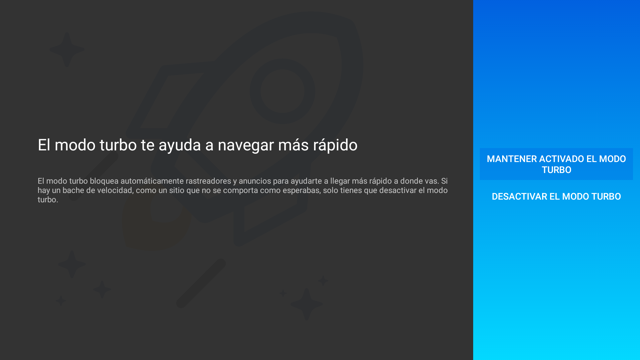 El modo turbo te ayuda a navegar más rápido
El modo turbo bloquea automáticamente rastreadores y anuncios para ayudarte a llegar más rápido a donde vas. Si
hay un bache de velocidad, como un sitio que no se comporta como esperabas, solo tienes que desactivar el modo
turbo.
MANTENER ACTIVADO EL MODO
TURBO
DESACTIVAR EL MODO TURBO